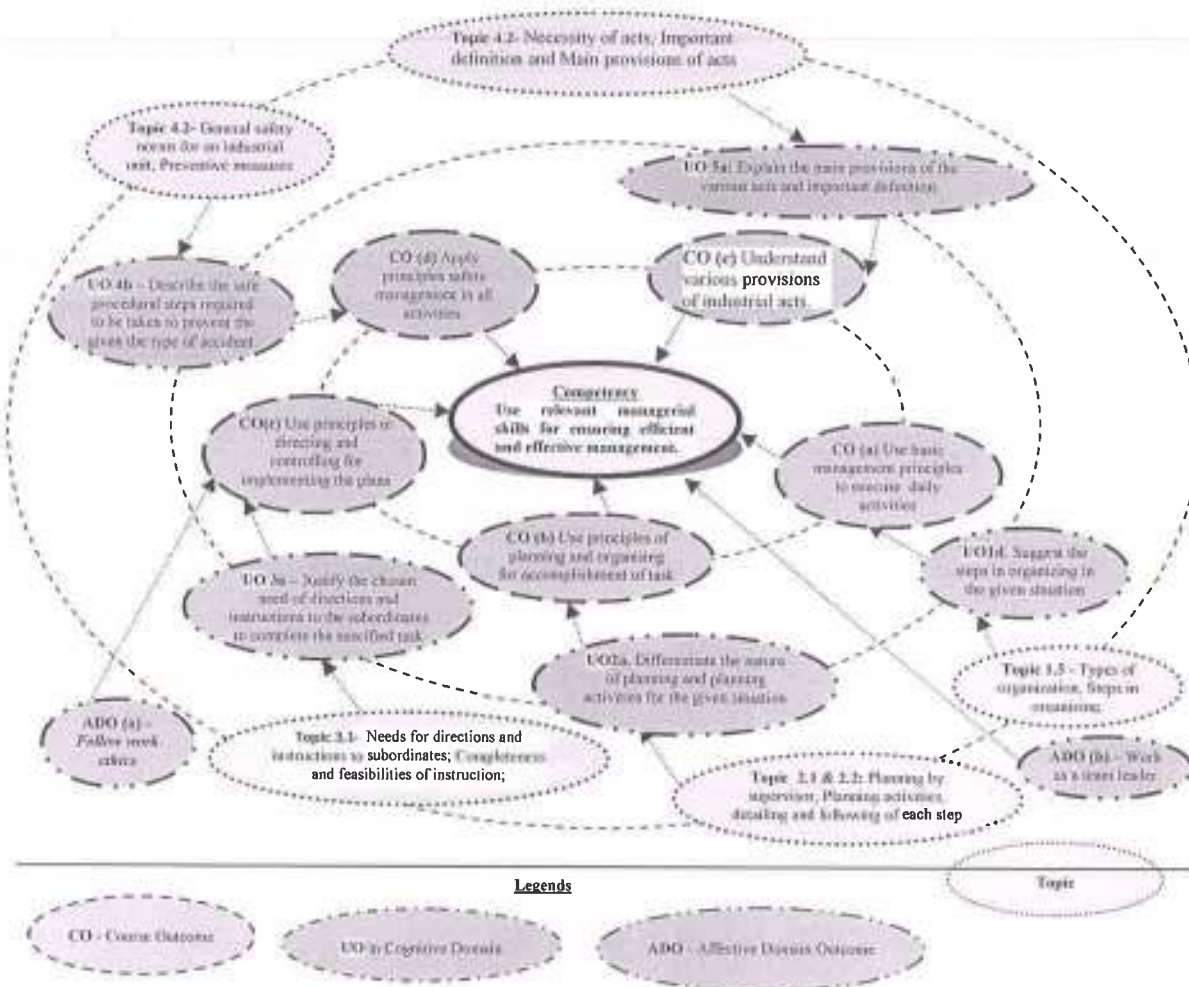 Topic 4.2- Necessity of acts, Important
definition and Main provisions of acts
Topic 4.2- General safety
norms for an industrial
unit, Preventive measures
UO 5a: Explain the main provisions of the
various acts and important definition.
UO 4b – Describe the safe
procedural steps required
to be taken to prevent the
given the type of accident
CO (d) Apply
principles safety
management in all
activities
CO (e) Understand
various provisions
of industrial acts.
Competency
Use relevant managerial
skills for ensuring efficient
and effective management.
CO(c) Use principles of
directing and
controlling for
implementing the plans
CO (a) Use basic
management principles
to execute daily
activities
CO (b) Use principles of
planning and organising
for accomplishment of task
UO1d. Suggest the
steps in organizing in
the given situation
UO 3a – Justify the chosen
need of directions and
instructions to the subordinates
to complete the specified task
UO2a. Differentiate the nature
of planning and planning
activities for the given situation
Topic 1.5 - Types of
organization, Steps in
organising;
ADO (a) -
Follow work
ethics
Topic 3.1- Needs for directions and
instructions to subordinates; Completeness
and feasibilities of instruction;
ADO (b) – Work
as a team leader
Topic 2.1 & 2.2: Planning by
supervisor, Planning activities,
detailing and following of each step
Legends
Topic
CO - Course Outcome
UO in Cognitive Domain
ADO - Affective Domain Outcome